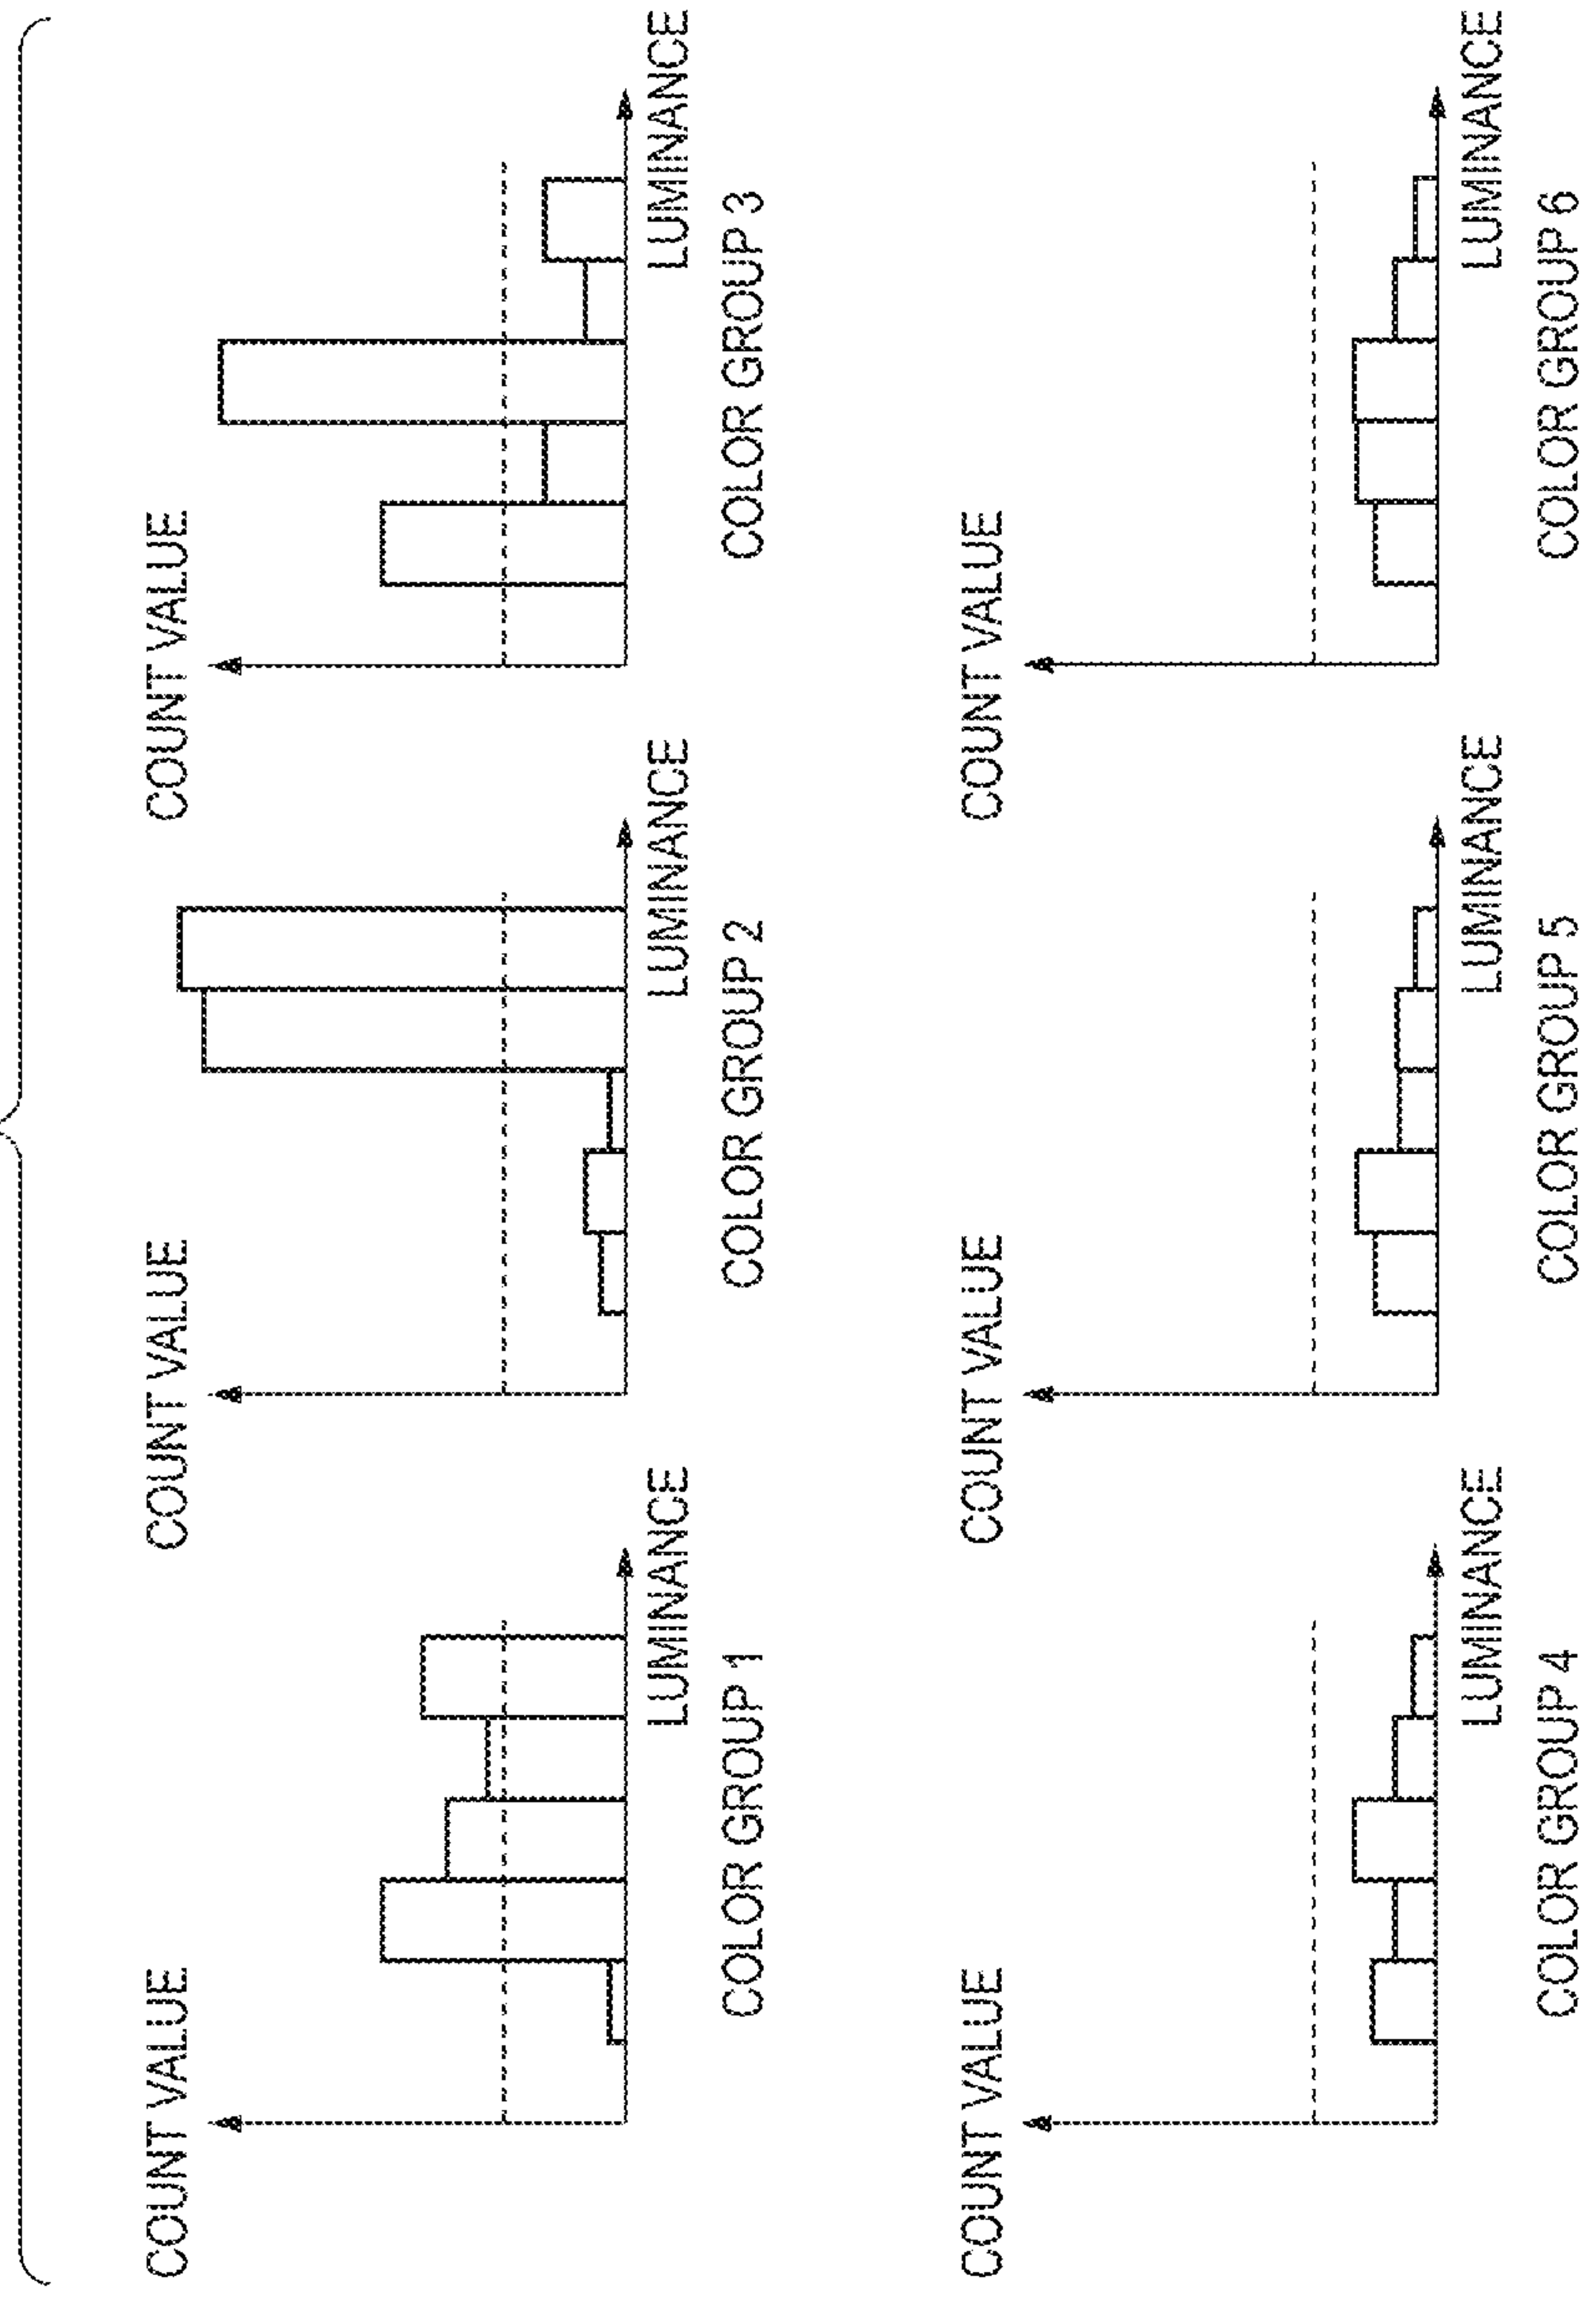 COUNT VALUE
LUMINANCE
COLOR GROUP 1
COUNT VALUE
LUMINANCE
COLOR GROUP 2
COUNT VALUE
LUMINANCE
COLOR GROUP 3
COUNT VALUE
LUMINANCE
COLOR GROUP 4
COUNT VALUE
LUMINANCE
COLOR GROUP 5
COUNT VALUE
LUMINANCE
COLOR GROUP 6